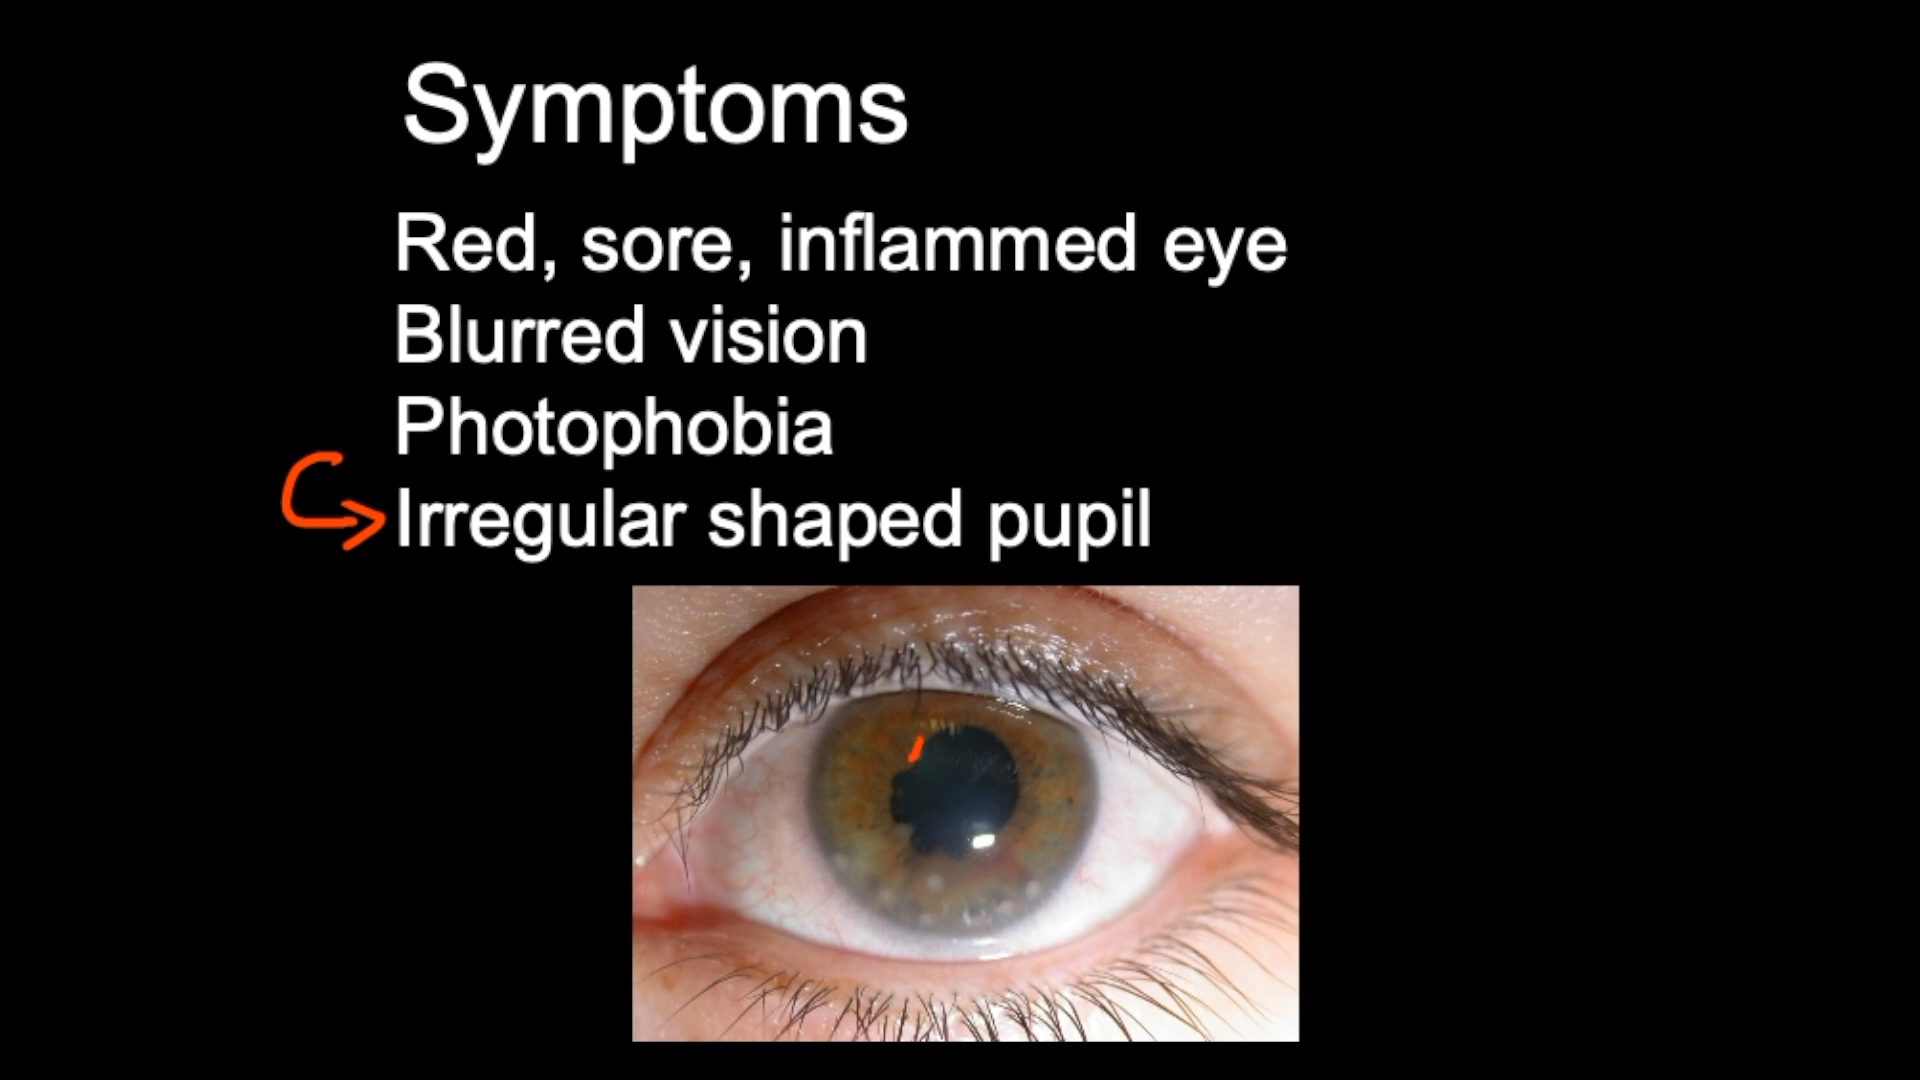 Symptoms
Red, sore, inflammed eye
Blurred vision
Photophobia
Irregular shaped pupil